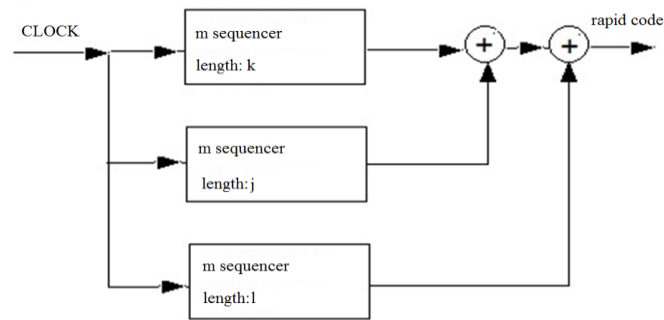 CLOCK
rapid code
m sequencer
length: k
+
+
m sequencer
length:j
m sequencer
length:l